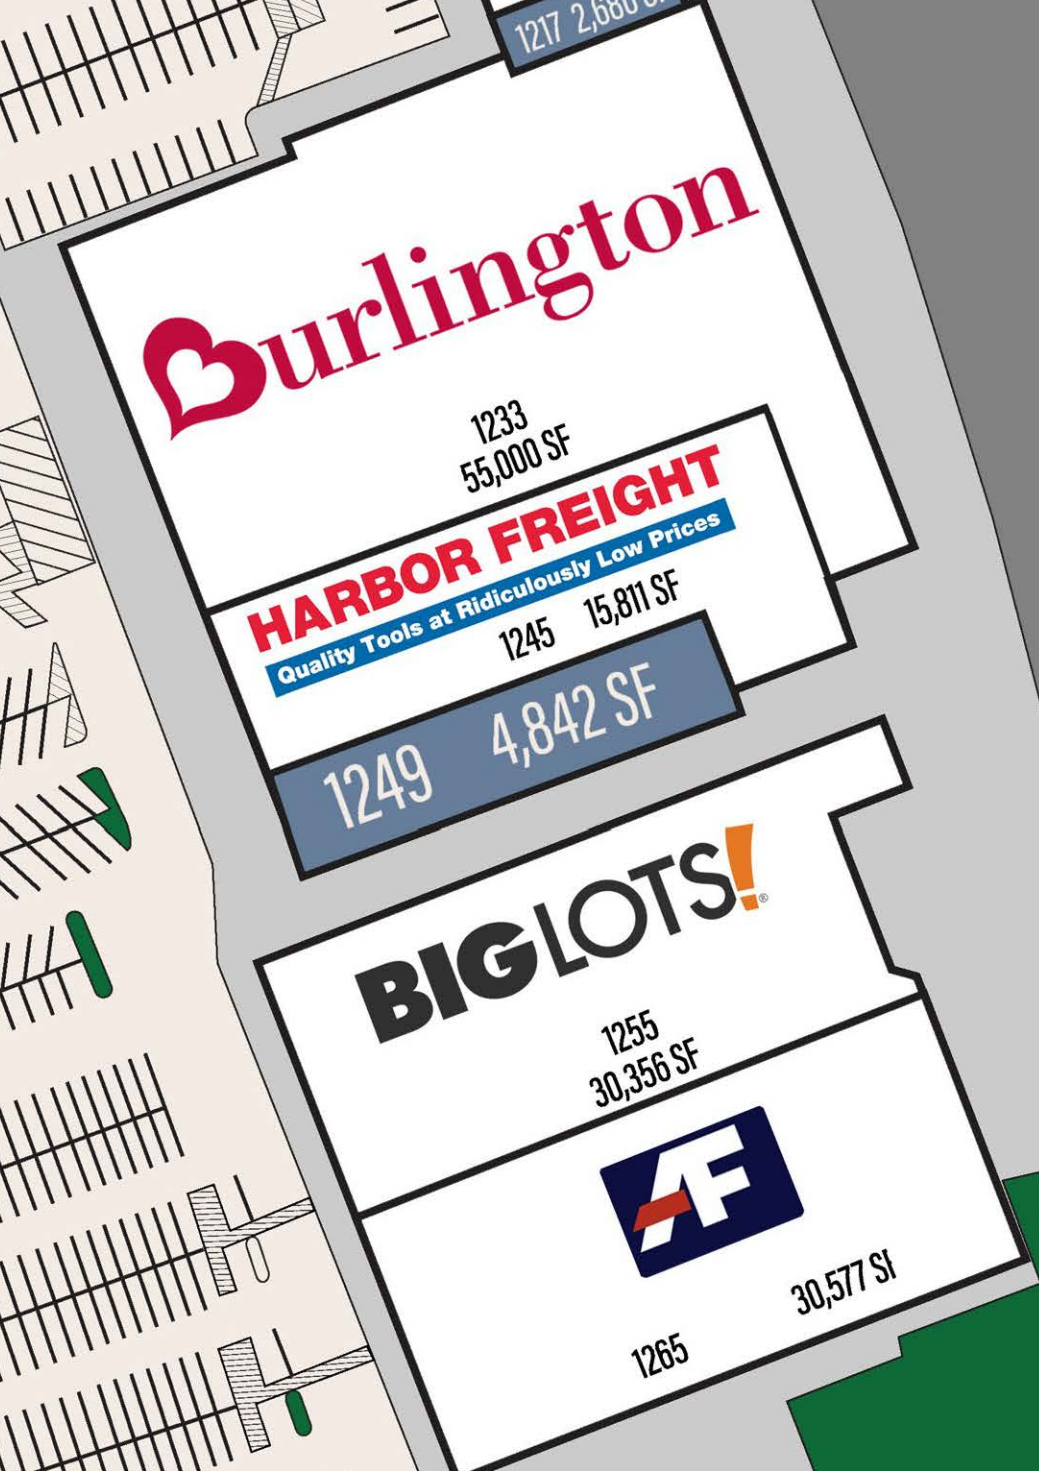 1217 2,680 SF
Burlington
1233
55,000 SF
HARBOR FREIGHT
Quality Tools at Ridiculously Low Prices
1245 15,811 SF
1249 4,842 SF
BIG LOTS!®
1255
30,356 SF
AF
30,577 SF
1265